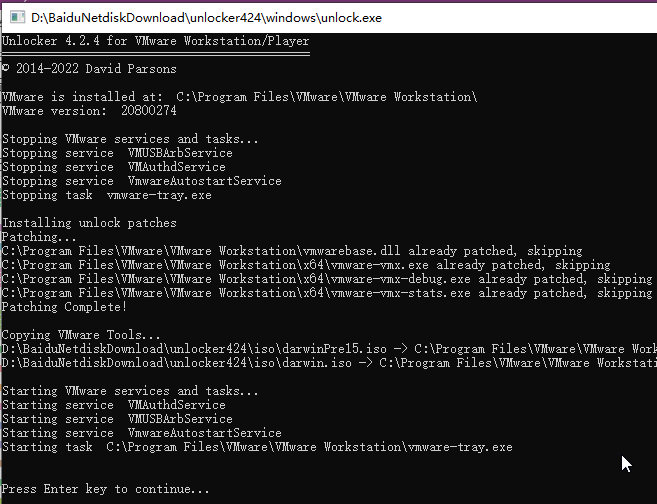 D:\BaiduNetdiskDownload\unlocker424\windows\unlock.exe
Unlocker 4.2.4 for VMware Workstation/Player
============================================
© 2014-2022 David Parsons
VMware is installed at:  C:\Program Files\VMware\VMware Workstation\
VMware version:  20800274
Stopping VMware services and tasks...
Stopping service  VMUSBArbService
Stopping service  VMAuthdService
Stopping service  VmwareAutostartService
Stopping task  vmware-tray.exe
Installing unlock patches
Patching...
C:\Program Files\VMware\VMware Workstation\vmwarebase.dll already patched, skipping
C:\Program Files\VMware\VMware Workstation\x64\vmware-vmx.exe already patched, skipping
C:\Program Files\VMware\VMware Workstation\x64\vmware-vmx-debug.exe already patched, skipping
C:\Program Files\VMware\VMware Workstation\x64\vmware-vmx-stats.exe already patched, skipping
Patching Complete!
Copying VMware Tools...
D:\BaiduNetdiskDownload\unlocker424\iso\darwinPre15.iso -> C:\Program Files\VMware\VMware Work
D:\BaiduNetdiskDownload\unlocker424\iso\darwin.iso -> C:\Program Files\VMware\VMware Workstati
Starting VMware services and tasks...
Starting service  VMAuthdService
Starting service  VMUSBArbService
Starting service  VmwareAutostartService
Starting task  C:\Program Files\VMware\VMware Workstation\vmware-tray.exe
Press Enter key to continue...